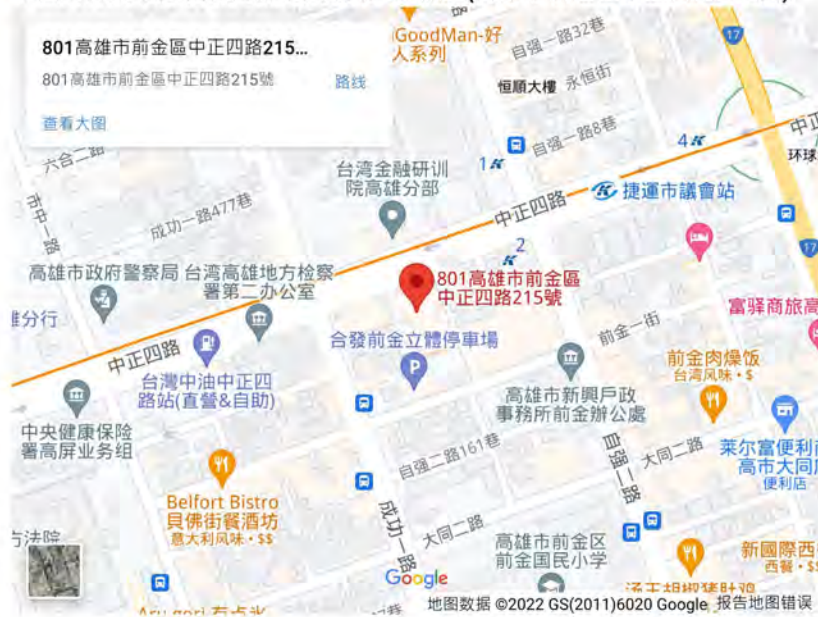 801高雄市前金區中正四路215...
801高雄市前金區中正四路215號
路线
查看大图
GoodMan-好
人系列
自强一路32巷
17
恒順大樓
永恒街
六合二路
自强一路8巷
4
中正
环球
1
台湾金融研训
院高雄分部
捷運市議會站
中正四路
市中一路
成功一路477巷
2
17
高雄市政府警察局
台湾高雄地方检察
署第二办公室
801高雄市前金區
中正四路215號
富驿商旅高
雄分行
前金一街
合發前金立體停車場
P
中正四路
前金肉燥饭
台湾风味・$
台灣中油中正四
路站(直營&自助)
高雄市新興戶政
事務所前金辦公處
中央健康保险
署高屏业务组
自强二路161巷
自强二路
大同二路
莱尔富便利商
高市大同店
便利店
Belfort Bistro
貝佛街餐酒坊
意大利风味・$$
成功一路
大同二路
方法院
高雄市前金区
前金国民小学
新國際西
西餐・$$
Google
汤王胡椒猪肚鸡
地图数据 ©2022 GS(2011)6020 Google
报告地图错误